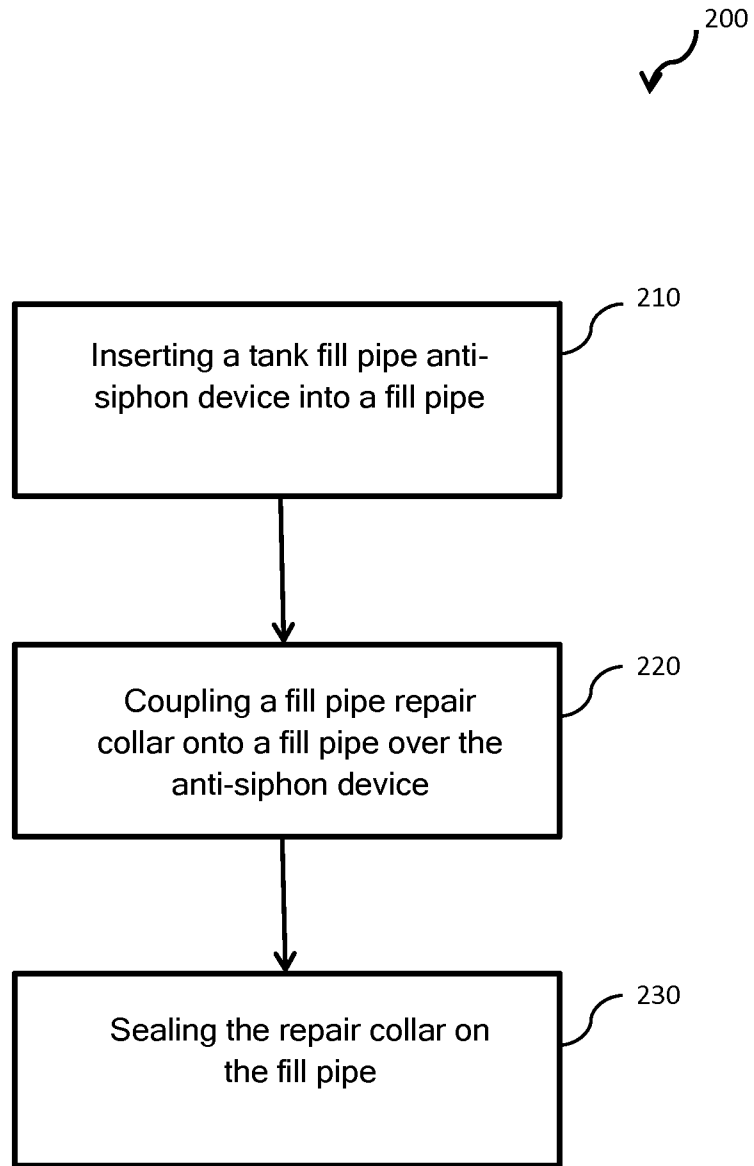 200
210
Inserting a tank fill pipe anti-
siphon device into a fill pipe
220
Coupling a fill pipe repair
collar onto a fill pipe over the
anti-siphon device
230
Sealing the repair collar on
the fill pipe